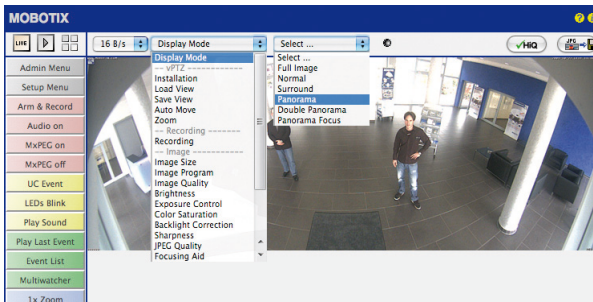 MOBOTIX
LIVE
16 B/s
Display Mode
Select ...
HiQ
JPG
Admin Menu
Setup Menu
Arm & Record
Audio on
MxPEG on
MxPEG off
UC Event
LEDs Blink
Play Sound
Play Last Event
Event List
Multiwatcher
1x Zoom
Display Mode
-- vPTZ ------------
Installation
Load View
Save View
Auto Move
Zoom
-- Recording -------
Recording
-- Image -----------
Image Size
Image Program
Image Quality
Brightness
Exposure Control
Color Saturation
Backlight Correction
Sharpness
JPEG Quality
Focusing Aid
Select ...
Full Image
Normal
Surround
Panorama
Double Panorama
Panorama Focus